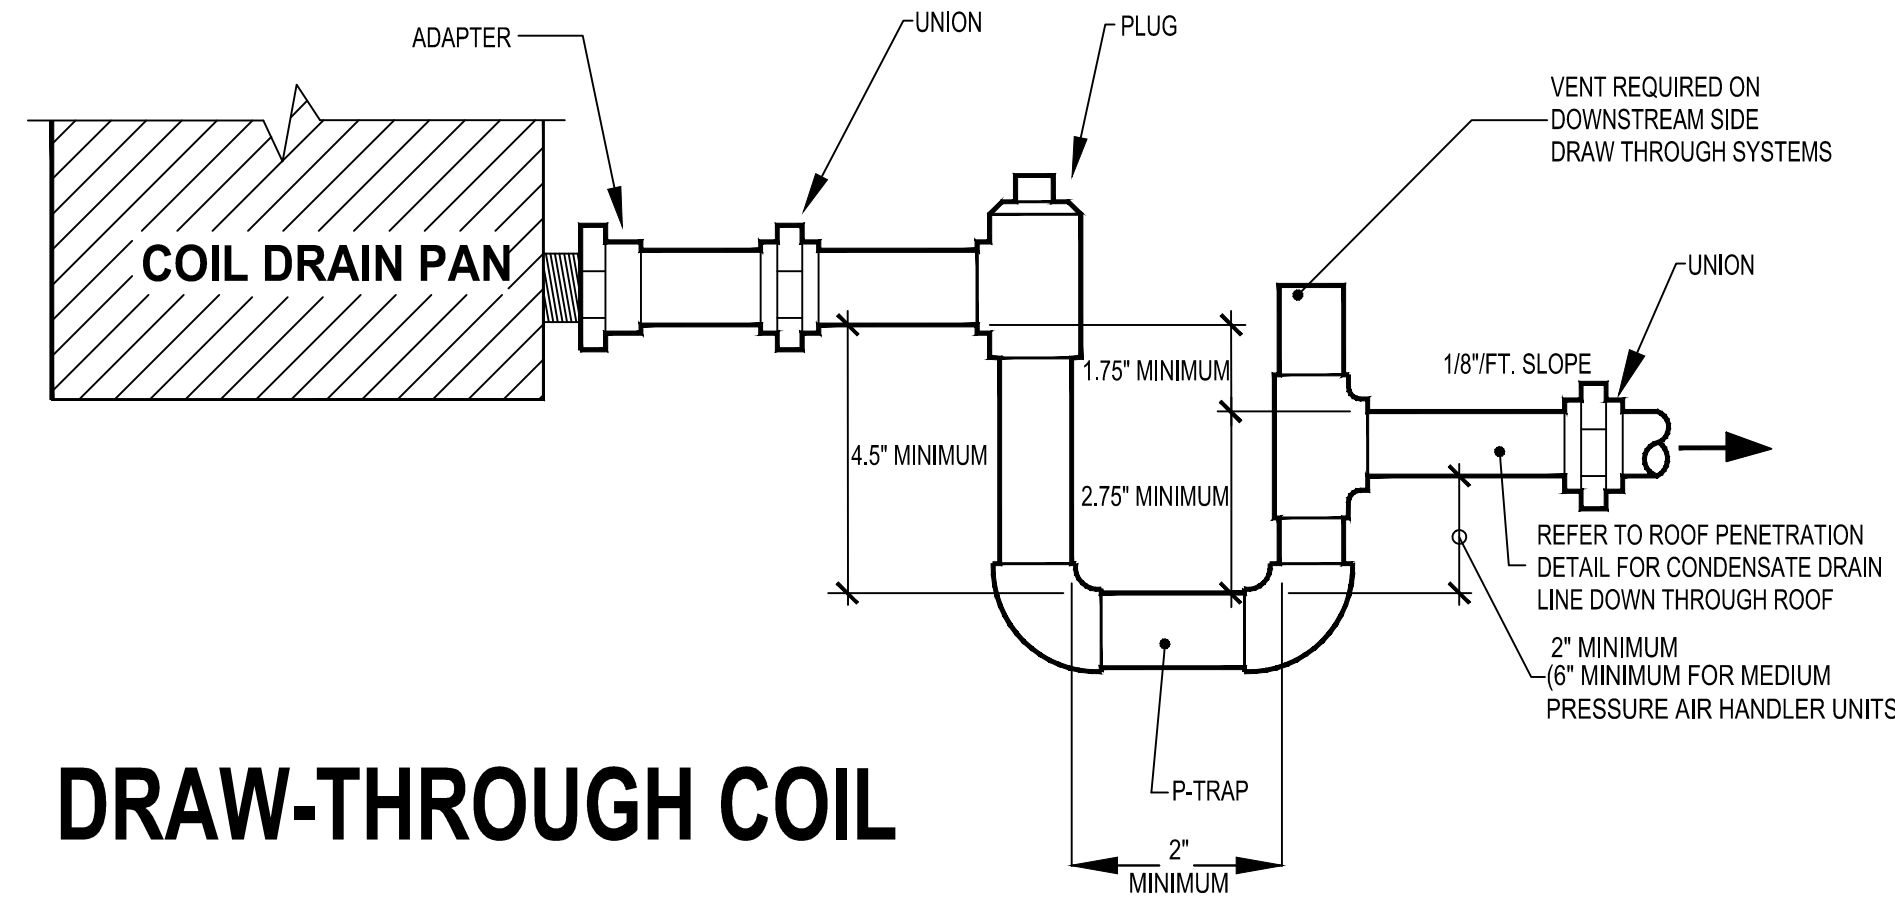 ADAPTER
UNION
PLUG
VENT REQUIRED ON
DOWNSTREAM SIDE
DRAW THROUGH SYSTEMS
COIL DRAIN PAN
UNION
1.75" MINIMUM
1/8"/FT. SLOPE
4.5" MINIMUM
2.75" MINIMUM
REFER TO ROOF PENETRATION
DETAIL FOR CONDENSATE DRAIN
LINE DOWN THROUGH ROOF
2" MINIMUM
(6" MINIMUM FOR MEDIUM
PRESSURE AIR HANDLER UNITS
P-TRAP
2"
MINIMUM
DRAW-THROUGH COIL